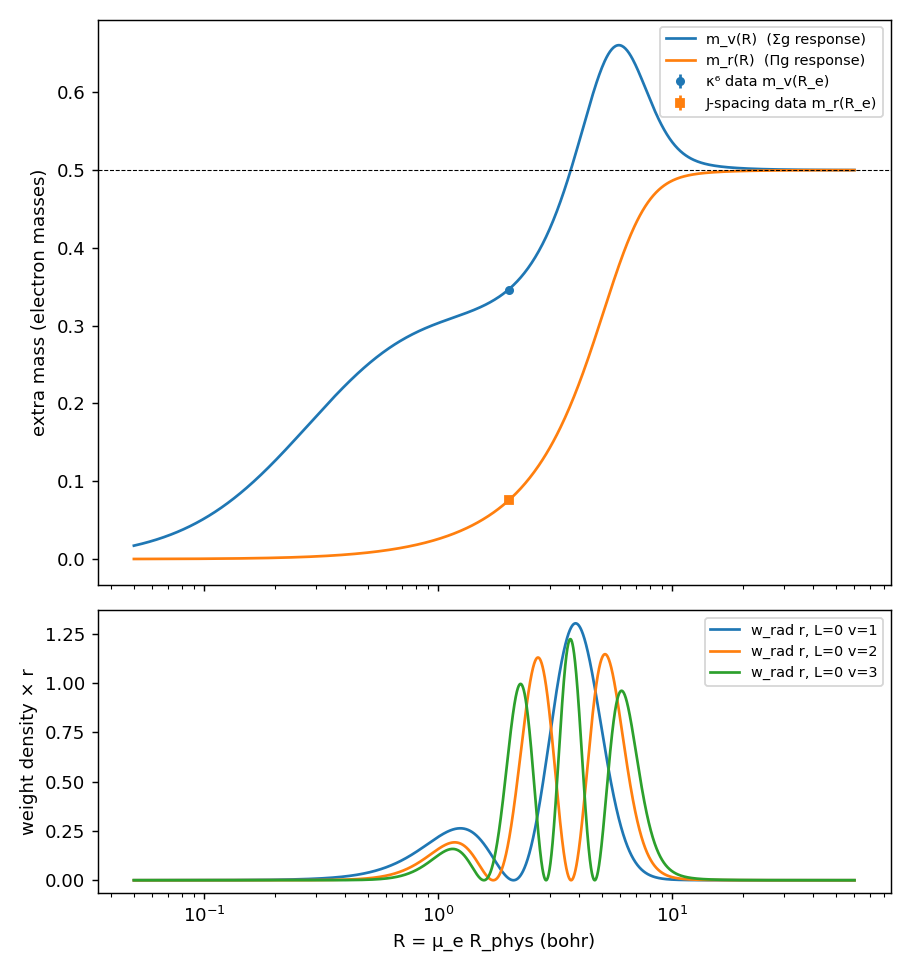 m_v(R)  (Σg response)
m_r(R)  (Πg response)
κ⁶ data m_v(R_e)
J-spacing data m_r(R_e)
extra mass (electron masses)
0.6
0.5
0.4
0.3
0.2
0.1
0.0
w_rad r, L=0 v=1
w_rad r, L=0 v=2
w_rad r, L=0 v=3
weight density × r
1.25
1.00
0.75
0.50
0.25
0.00
10⁻¹ 10⁰ 10¹
R = μ_e R_phys (bohr)